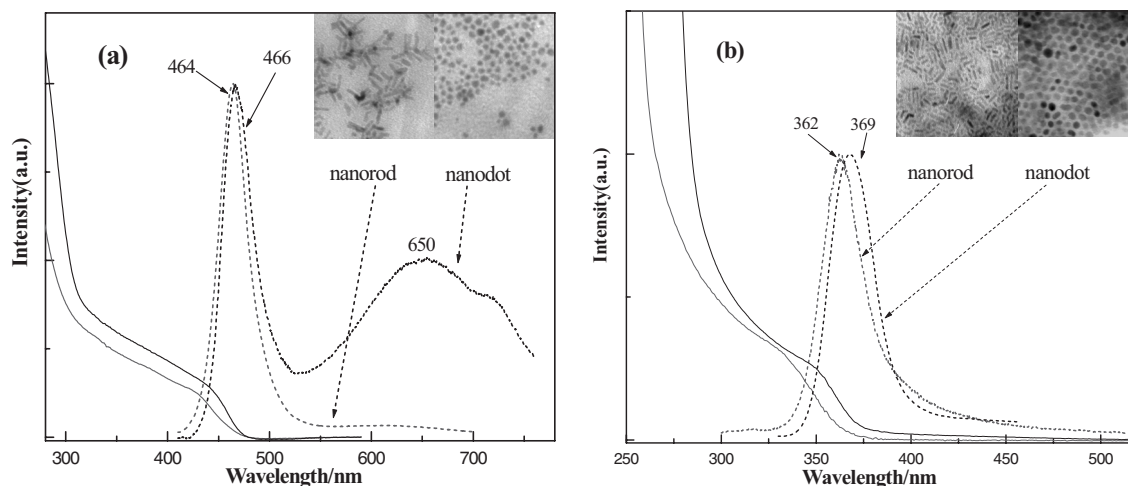 (a)
464
466
nanorod
nanodot
650
Intensity(a.u.)
300 400 500 600 700
Wavelength/nm
(b)
362 369
nanorod
nanodot
Intensity(a.u.)
250 300 350 400 450 500
Wavelength/nm